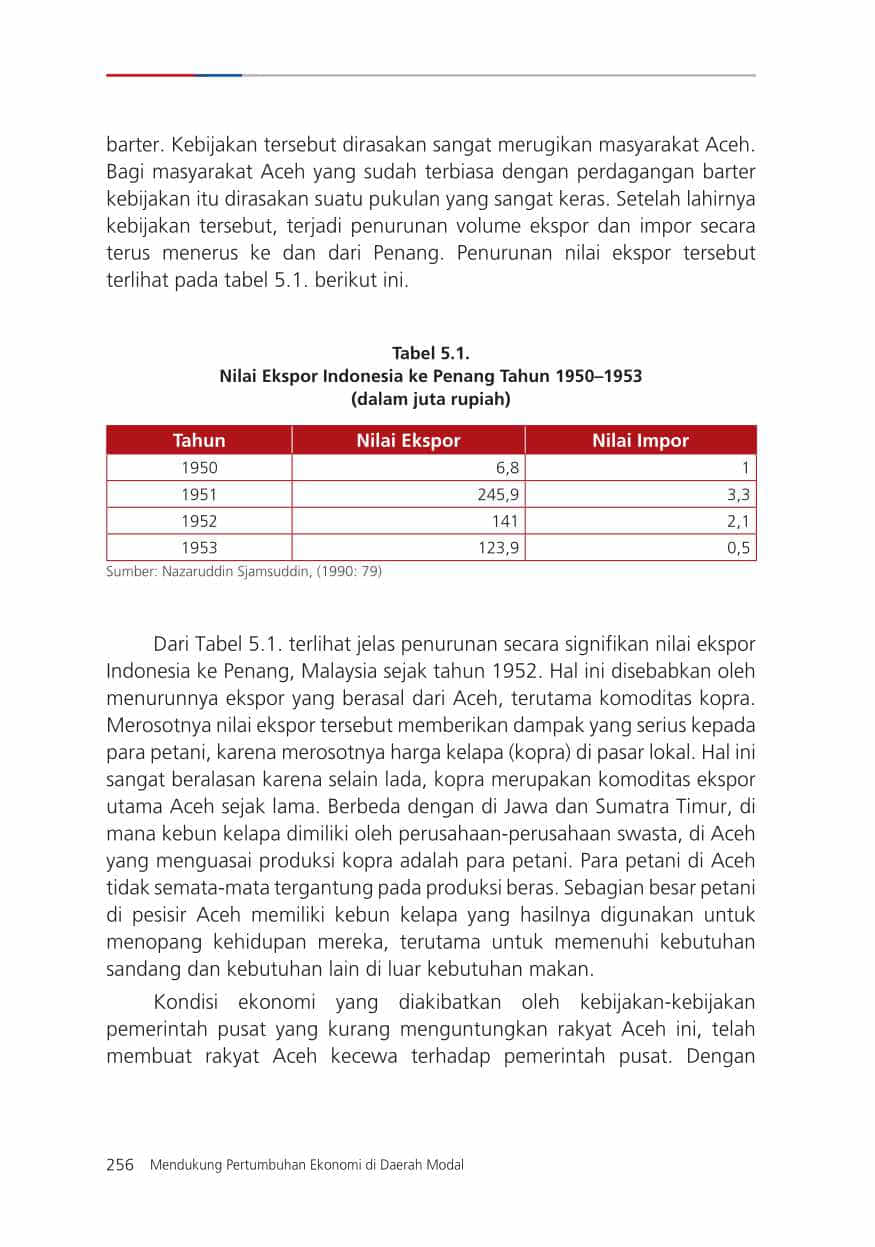 barter. Kebijakan tersebut dirasakan sangat merugikan masyarakat Aceh.
Bagi masyarakat Aceh yang sudah terbiasa dengan perdagangan barter
kebijakan itu dirasakan suatu pukulan yang sangat keras. Setelah lahirnya
kebijakan tersebut, terjadi penurunan volume ekspor dan impor secara
terus menerus ke dan dari Penang. Penurunan nilai ekspor tersebut
terlihat pada tabel 5.1. berikut ini.
Tabel 5.1.
Nilai Ekspor Indonesia ke Penang Tahun 1950–1953
(dalam juta rupiah)
Tahun Nilai Ekspor Nilai Impor
1950 6,8 1
1951 245,9 3,3
1952 141 2,1
1953 123,9 0,5
Sumber: Nazaruddin Sjamsuddin, (1990: 79)
Dari Tabel 5.1. terlihat jelas penurunan secara signifikan nilai ekspor
Indonesia ke Penang, Malaysia sejak tahun 1952. Hal ini disebabkan oleh
menurunnya ekspor yang berasal dari Aceh, terutama komoditas kopra.
Merosotnya nilai ekspor tersebut memberikan dampak yang serius kepada
para petani, karena merosotnya harga kelapa (kopra) di pasar lokal. Hal ini
sangat beralasan karena selain lada, kopra merupakan komoditas ekspor
utama Aceh sejak lama. Berbeda dengan di Jawa dan Sumatra Timur, di
mana kebun kelapa dimiliki oleh perusahaan-perusahaan swasta, di Aceh
yang menguasai produksi kopra adalah para petani. Para petani di Aceh
tidak semata-mata tergantung pada produksi beras. Sebagian besar petani
di pesisir Aceh memiliki kebun kelapa yang hasilnya digunakan untuk
menopang kehidupan mereka, terutama untuk memenuhi kebutuhan
sandang dan kebutuhan lain di luar kebutuhan makan.
Kondisi ekonomi yang diakibatkan oleh kebijakan-kebijakan
pemerintah pusat yang kurang menguntungkan rakyat Aceh ini, telah
membuat rakyat Aceh kecewa terhadap pemerintah pusat. Dengan
256 Mendukung Pertumbuhan Ekonomi di Daerah Modal